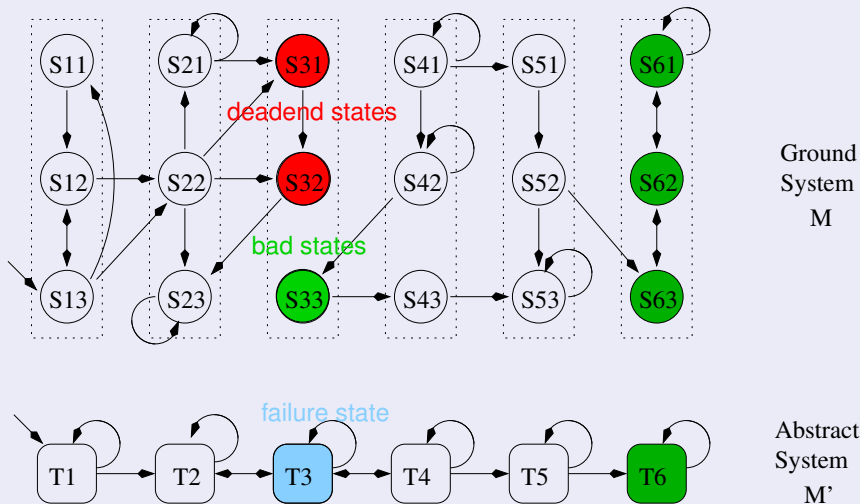 S11 S21 S31 S41 S51 S61
deadend states
S12 S22 S32 S42 S52 S62
Ground
System
M
bad states
S13 S23 S33 S43 S53 S63
failure state
T1 T2 T3 T4 T5 T6
Abstract
System
M'